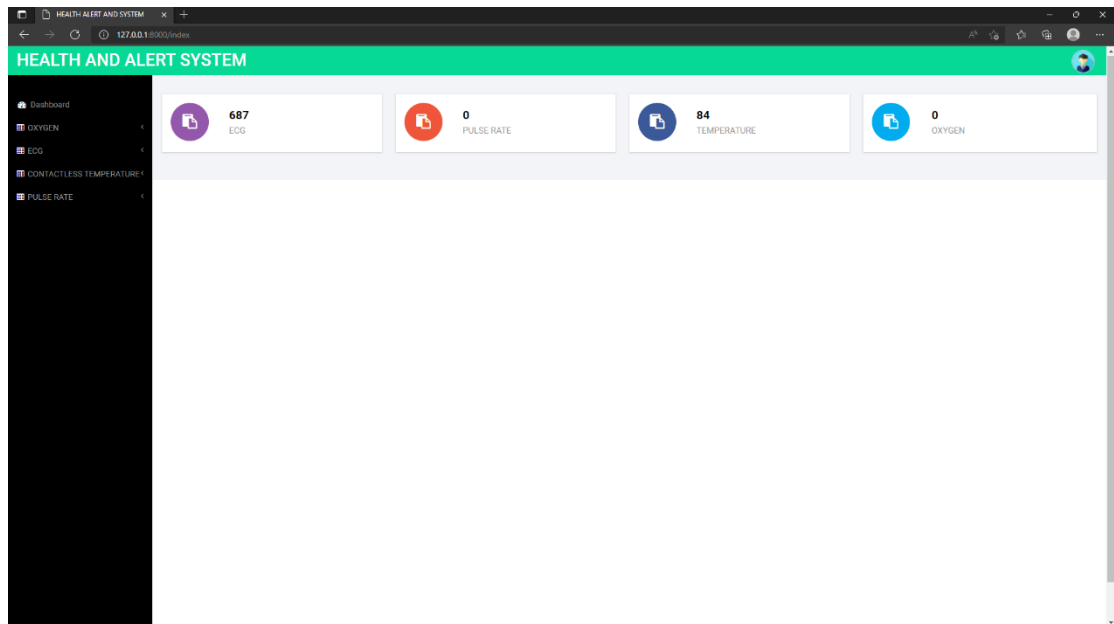 HEALTH ALERT AND SYSTEM
127.0.0.1:8000/index
HEALTH AND ALERT SYSTEM
Dashboard
OXYGEN
ECG
CONTACTLESS TEMPERATURE
PULSE RATE
687
ECG
0
PULSE RATE
84
TEMPERATURE
0
OXYGEN